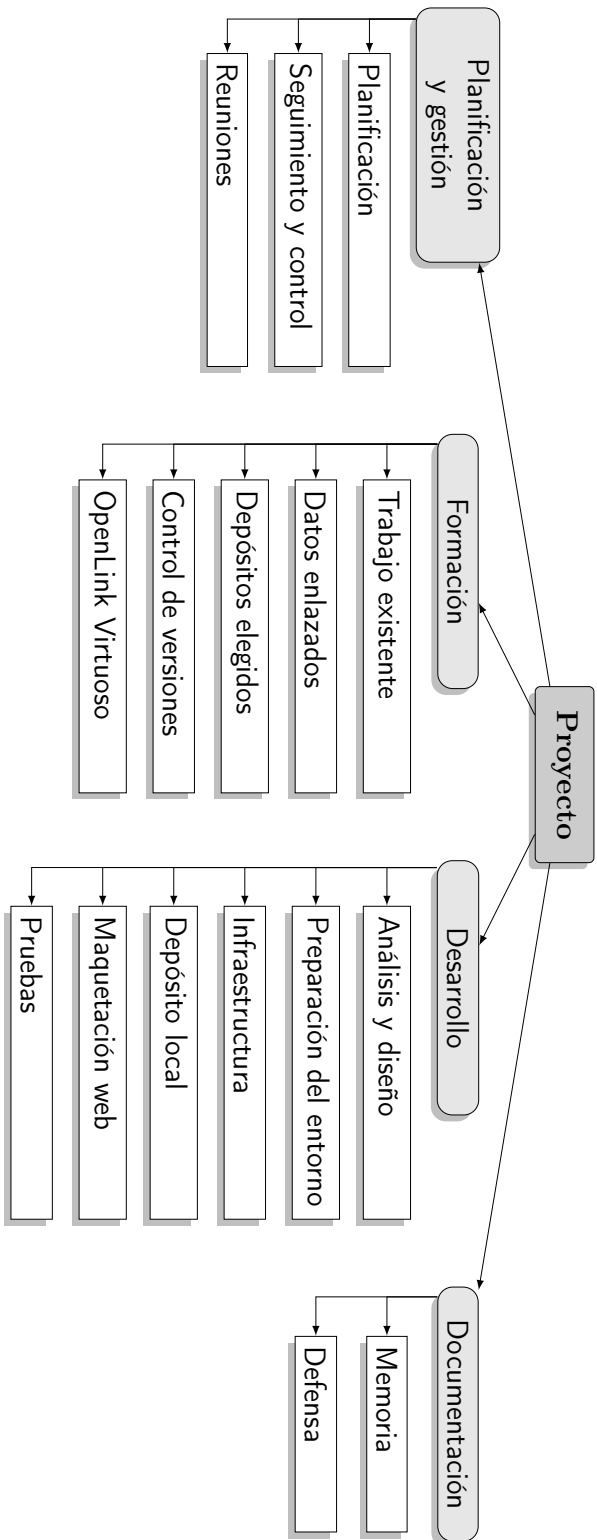 Proyecto
Planificación
y gestión
Planificación
Seguimiento y control
Reuniones
Formación
Trabajo existente
Datos enlazados
Depósitos elegidos
Control de versiones
OpenLink Virtuoso
Desarrollo
Análisis y diseño
Preparación del entorno
Infraestructura
Depósito local
Maquetación web
Pruebas
Documentación
Memoria
Defensa